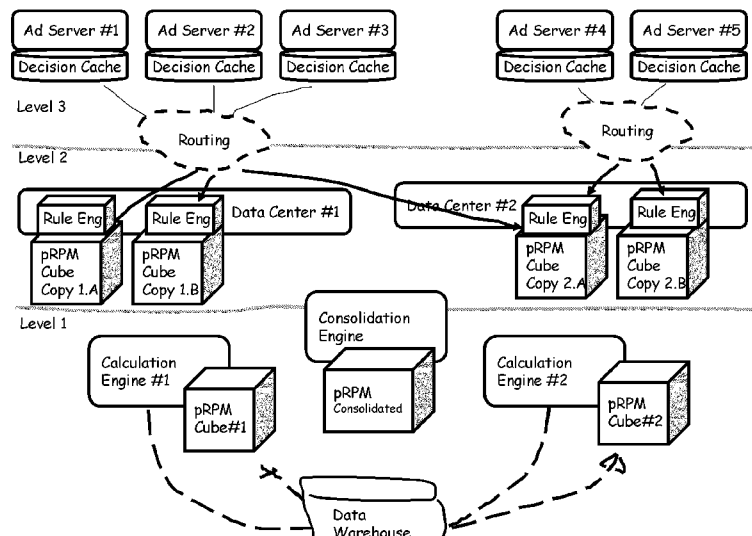 Ad Server #1
Ad Server #2
Ad Server #3
Ad Server #4
Ad Server #5
Decision Cache
Decision Cache
Decision Cache
Decision Cache
Decision Cache
Level 3
Routing
Routing
Level 2
Rule Eng
Rule Eng
Data Center #1
Data Center #2
Rule Eng
Rule Eng
pRPM
Cube
Copy 1.A
pRPM
Cube
Copy 1.B
pRPM
Cube
Copy 2.A
pRPM
Cube
Copy 2.B
Level 1
Consolidation
Engine
Calculation
Engine #1
Calculation
Engine #2
pRPM
Cube#1
pRPM
Consolidated
pRPM
Cube#2
Data
Warehouse